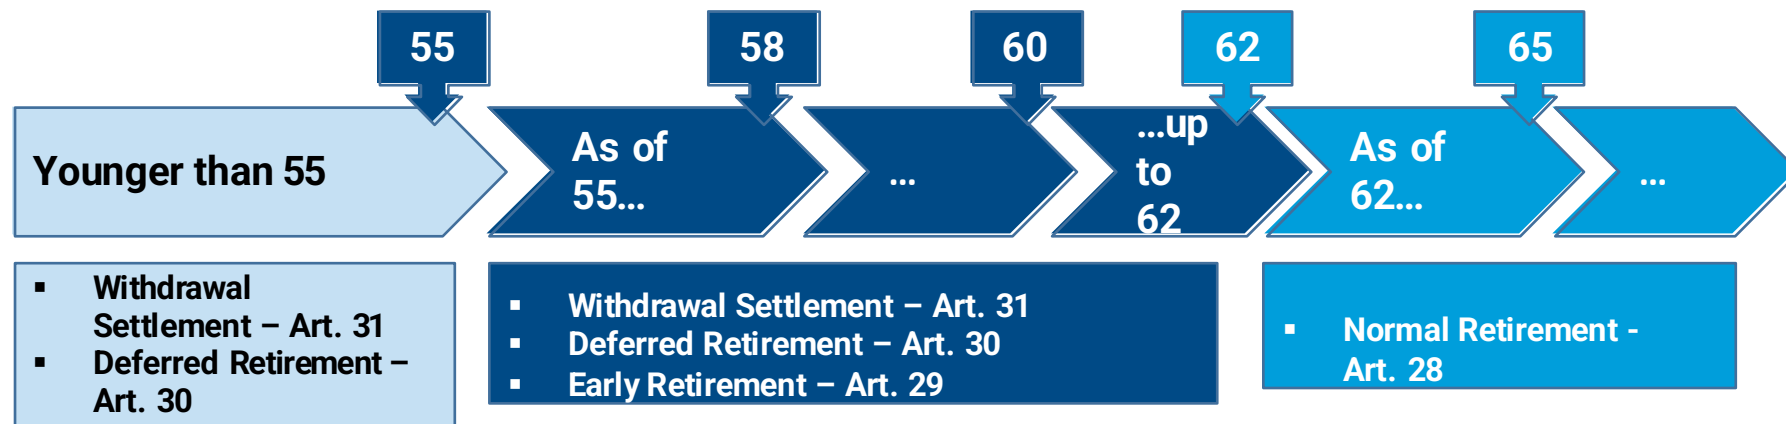 55
58
60
62
65
Younger than 55
As of
55…
…
…up
to
62
As of
62…
…
▪ Withdrawal
Settlement – Art. 31
▪ Deferred Retirement –
Art. 30
▪ Withdrawal Settlement – Art. 31
▪ Deferred Retirement – Art. 30
▪ Early Retirement – Art. 29
▪ Normal Retirement -
Art. 28